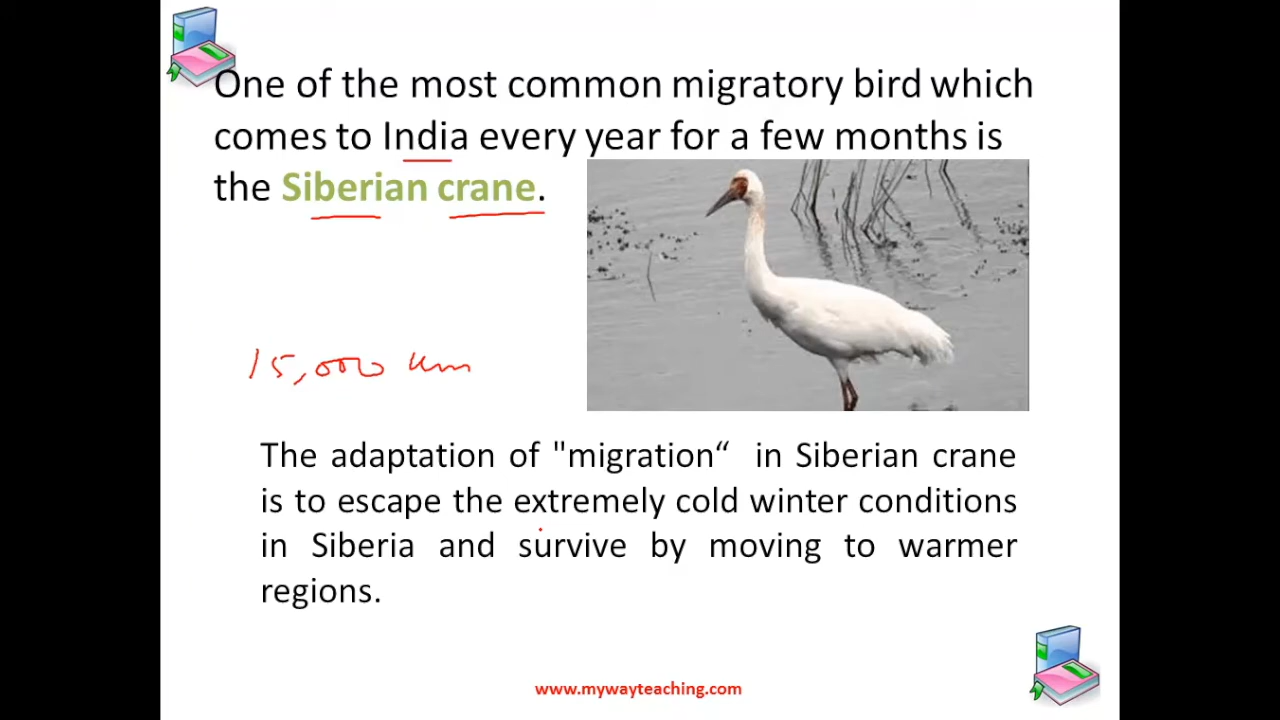 One of the most common migratory bird which
comes to India every year for a few months is
the Siberian crane.
15,000 km
The adaptation of "migration“ in Siberian crane
is to escape the extremely cold winter conditions
in Siberia and survive by moving to warmer
regions.
www.mywayteaching.com